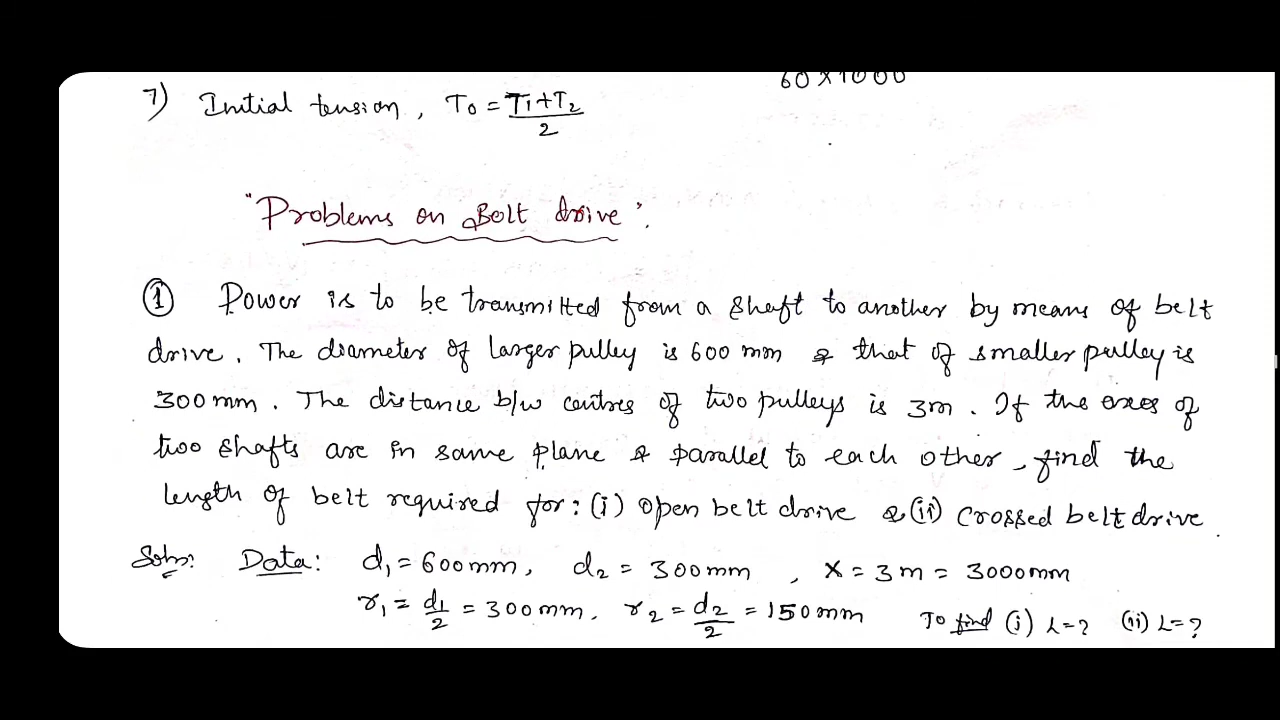 60 x 1000
7) Initial tension, T0 = T1+T2/2
"Problems on Belt drive".
① Power is to be transmitted from a shaft to another by means of belt
drive. The diameter of larger pulley is 600 mm & that of smaller pulley is
300 mm. The distance b/w centres of two pulleys is 3m. If the axes of
two shafts are in same plane & parallel to each other, find the
length of belt required for: (i) open belt drive & (ii) crossed belt drive.
Soln: Data: d1 = 600mm, d2 = 300mm, x = 3m = 3000mm
r1 = d1/2 = 300mm, r2 = d2/2 = 150mm To find (i) L=? (ii) L=?